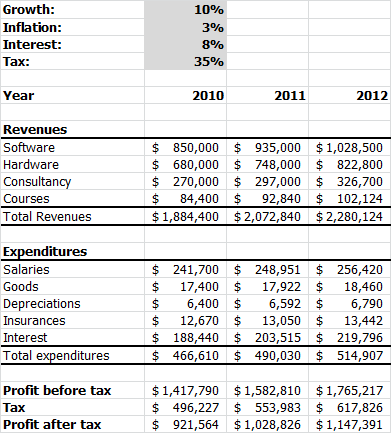 Growth: 10%
Inflation: 3%
Interest: 8%
Tax: 35%
Year 2010 2011 2012
Revenues
Software $ 850,000 $ 935,000 $ 1,028,500
Hardware $ 680,000 $ 748,000 $ 822,800
Consultancy $ 270,000 $ 297,000 $ 326,700
Courses $ 84,400 $ 92,840 $ 102,124
Total Revenues $ 1,884,400 $ 2,072,840 $ 2,280,124
Expenditures
Salaries $ 241,700 $ 248,951 $ 256,420
Goods $ 17,400 $ 17,922 $ 18,460
Depreciations $ 6,400 $ 6,592 $ 6,790
Insurances $ 12,670 $ 13,050 $ 13,442
Interest $ 188,440 $ 203,515 $ 219,796
Total expenditures $ 466,610 $ 490,030 $ 514,907
Profit before tax $ 1,417,790 $ 1,582,810 $ 1,765,217
Tax $ 496,227 $ 553,983 $ 617,826
Profit after tax $ 921,564 $ 1,028,826 $ 1,147,391